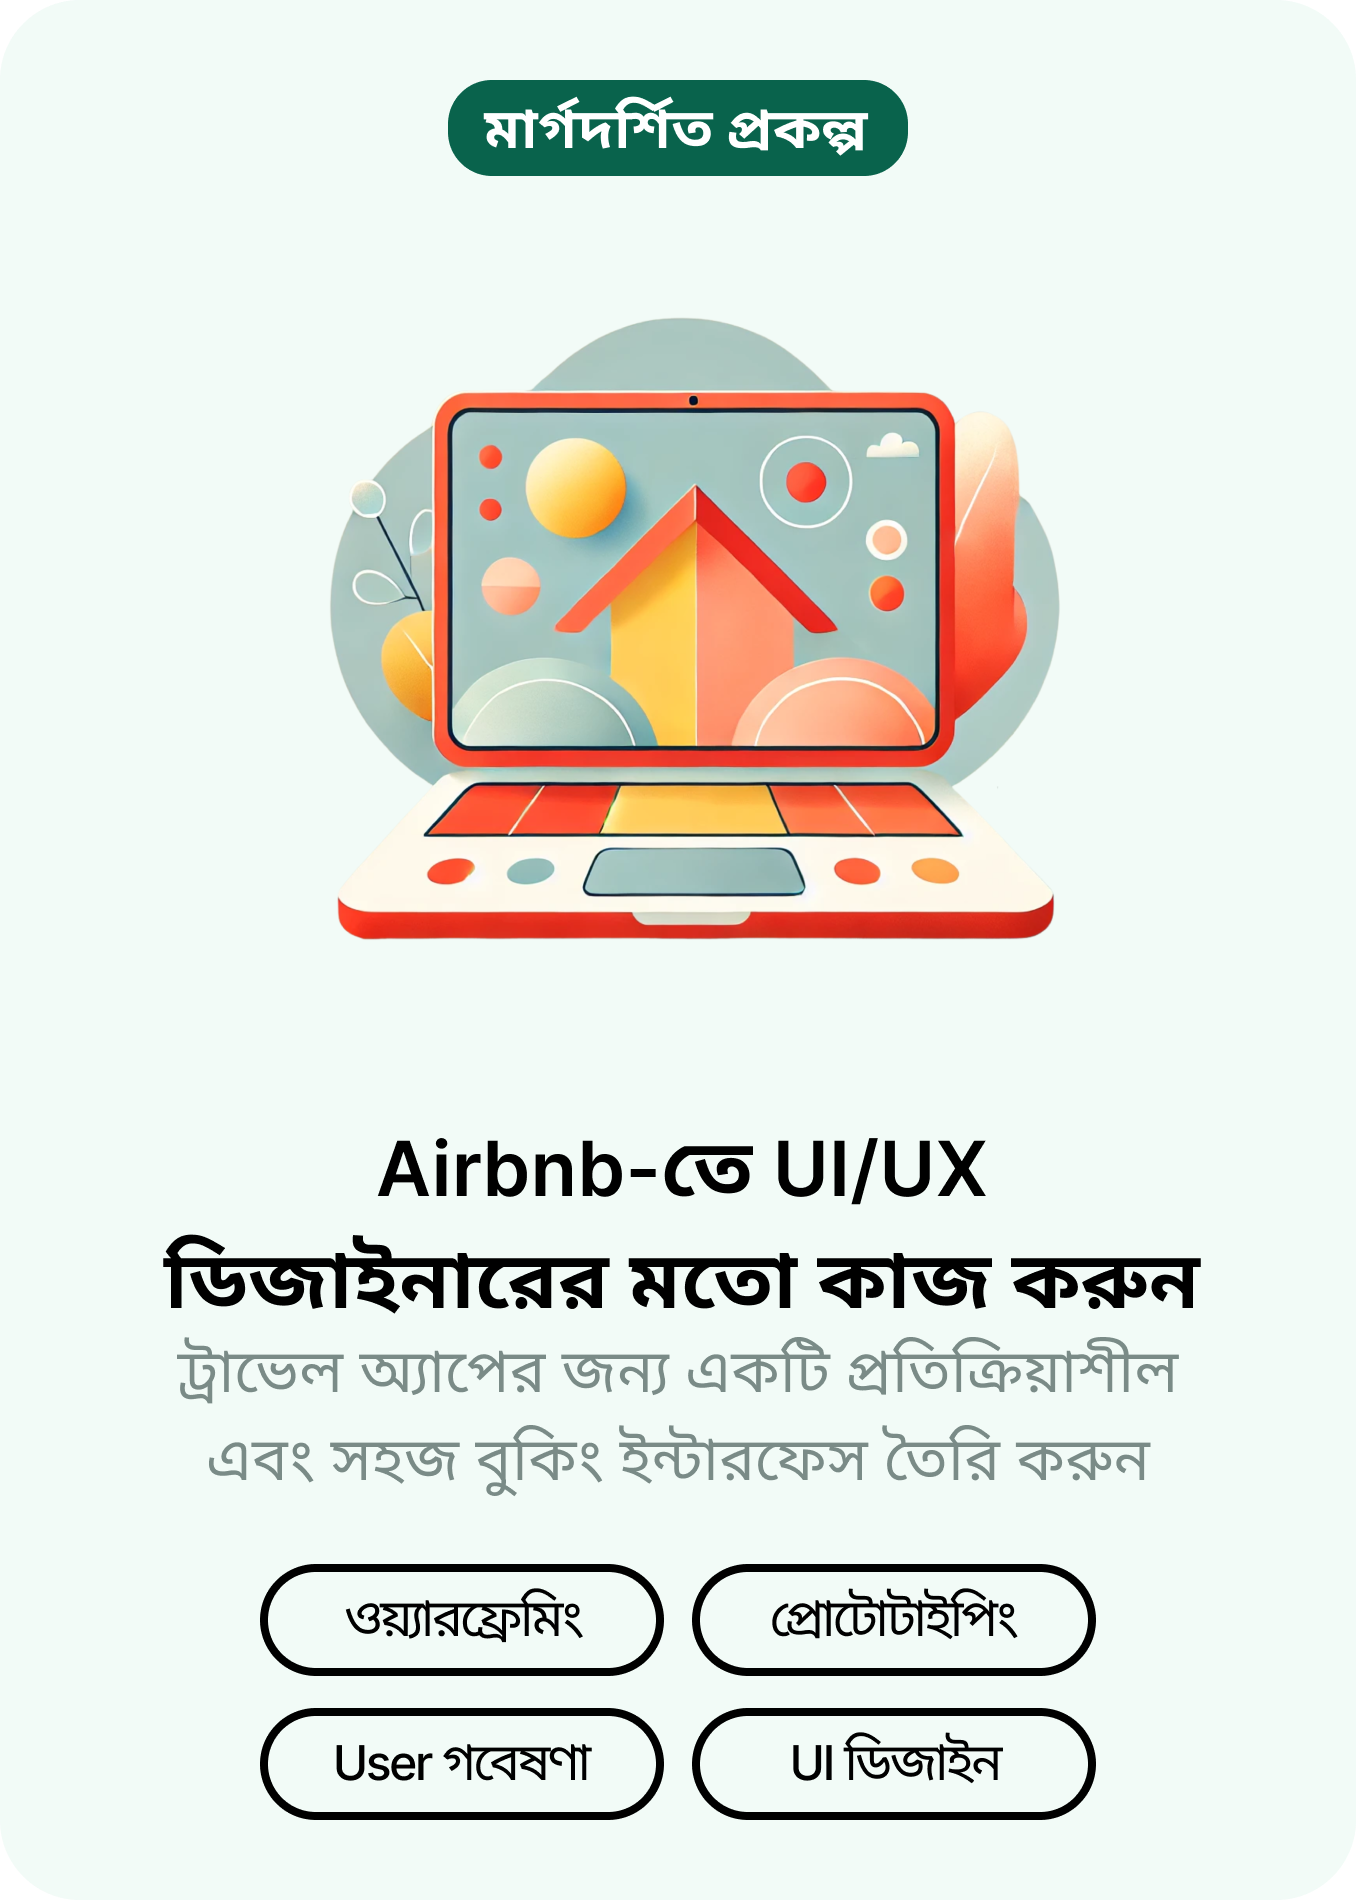 মার্গদর্শিত প্রকল্প
Airbnb-তে UI/UX
ডিজাইনারের মতো কাজ করুন
ট্রাভেল অ্যাপের জন্য একটি প্রতিক্রিয়াশীল
এবং সহজ বুকিং ইন্টারফেস তৈরি করুন
ওয়্যারফ্রেমিং
প্রোটোটাইপিং
User গবেষণা
UI ডিজাইন